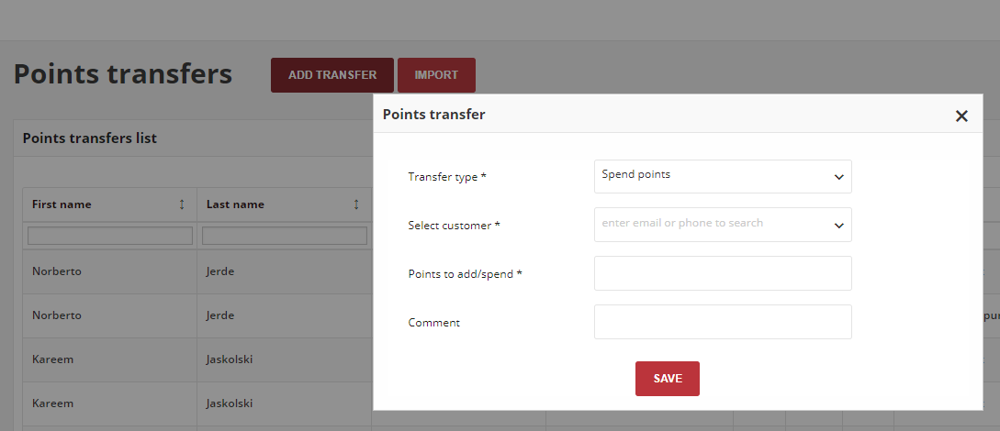 Points transfers
ADD TRANSFER
IMPORT
Points transfers list
First name
Last name
Norberto
Jerde
Norberto
Jerde
Kareem
Jaskolski
Kareem
Jaskolski
Points transfer
Transfer type *
Spend points
Select customer *
enter email or phone to search
Points to add/spend *
Comment
SAVE